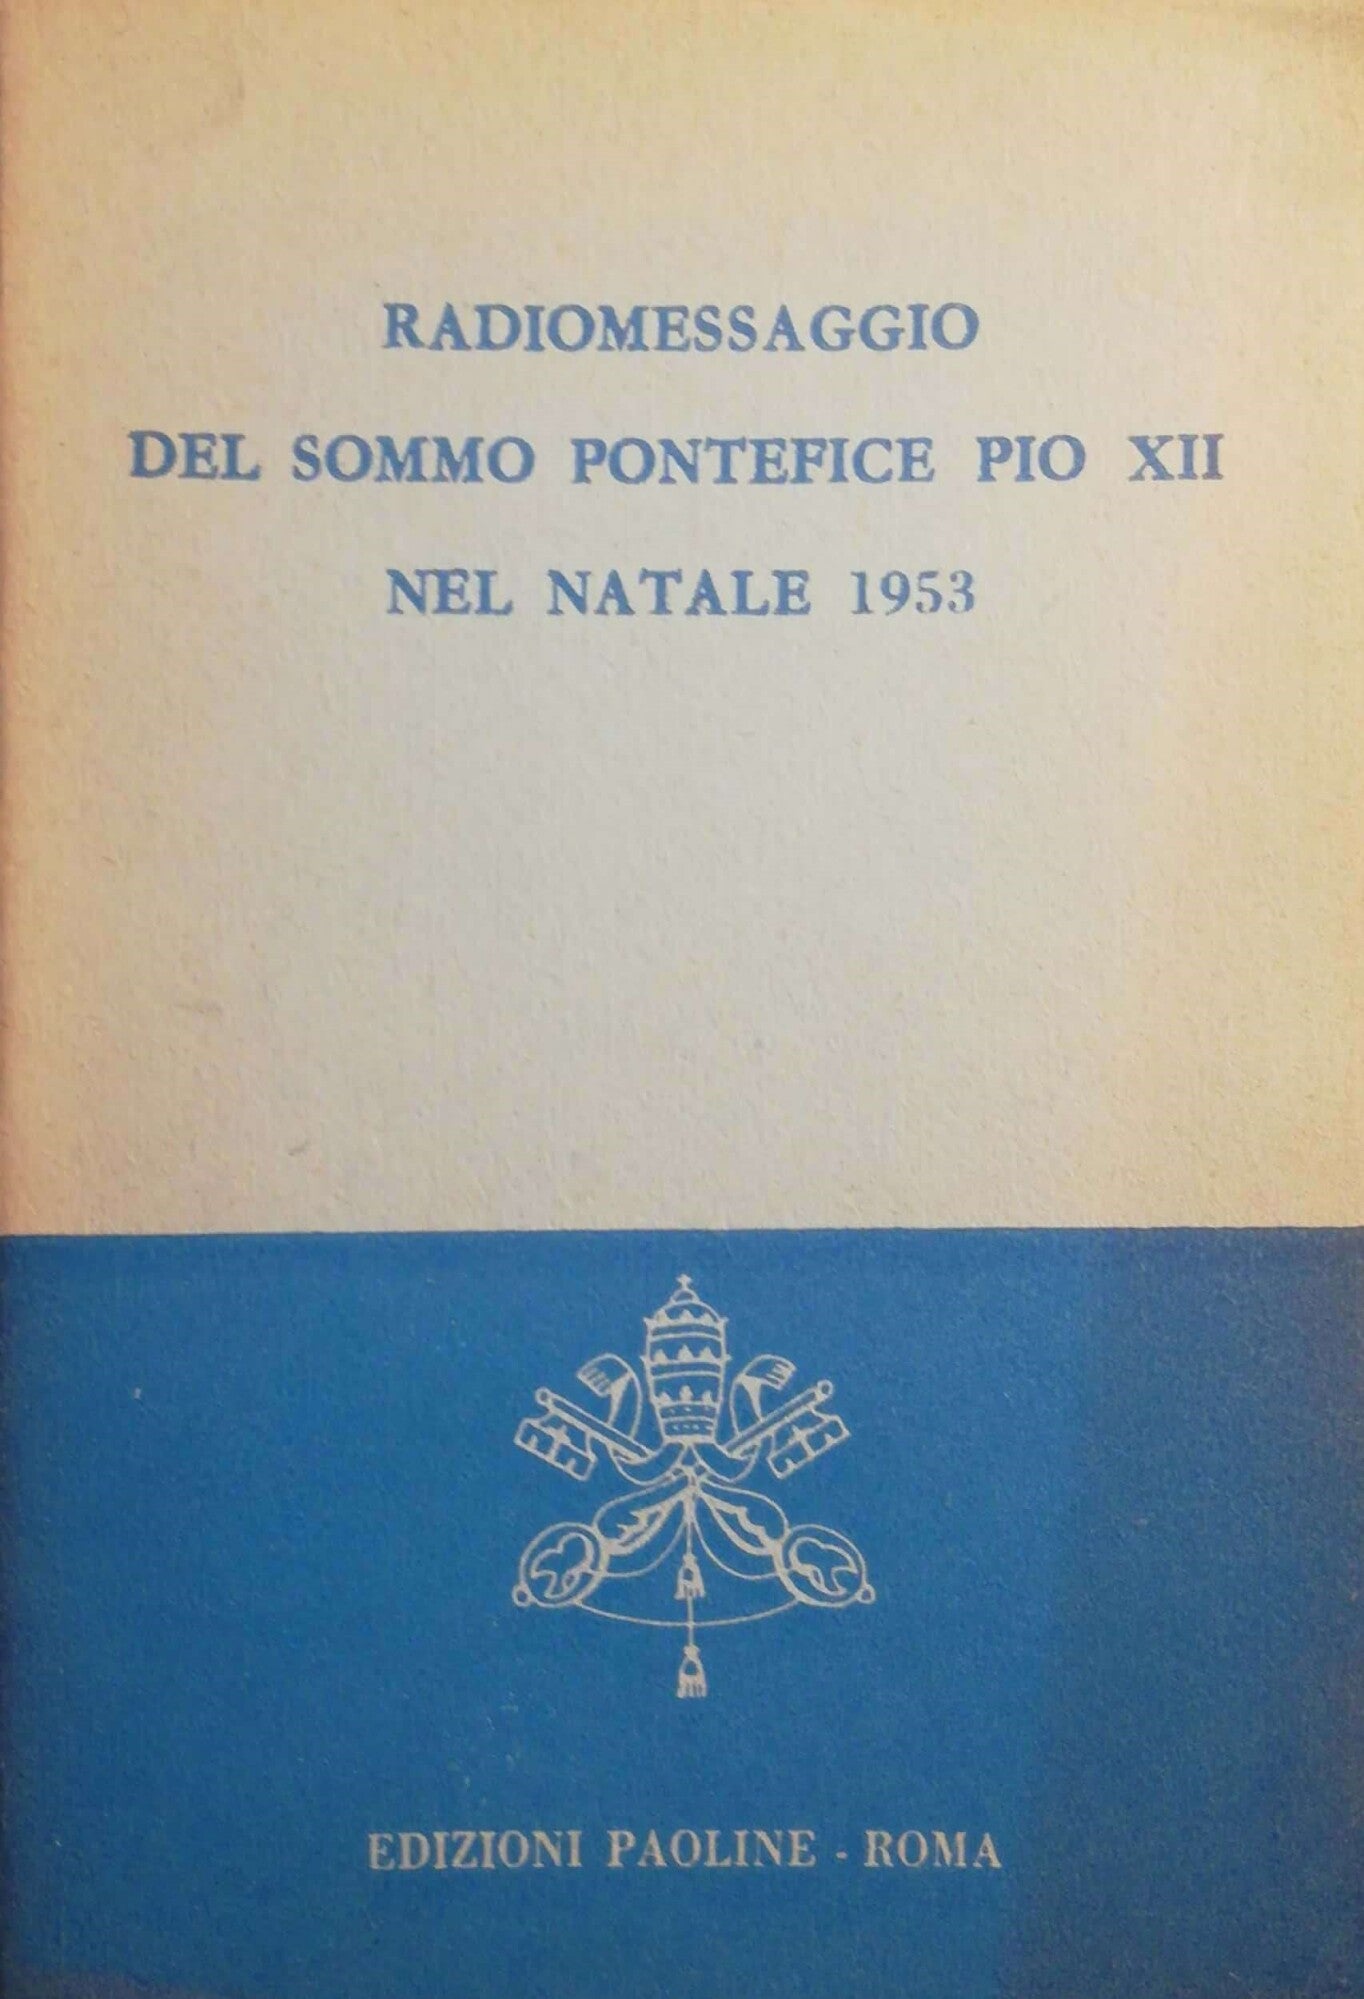 RADIOMESSAGGIO
DEL SOMMO PONTEFICE PIO XII
NEL NATALE 1953
EDIZIONI PAOLINE - ROMA